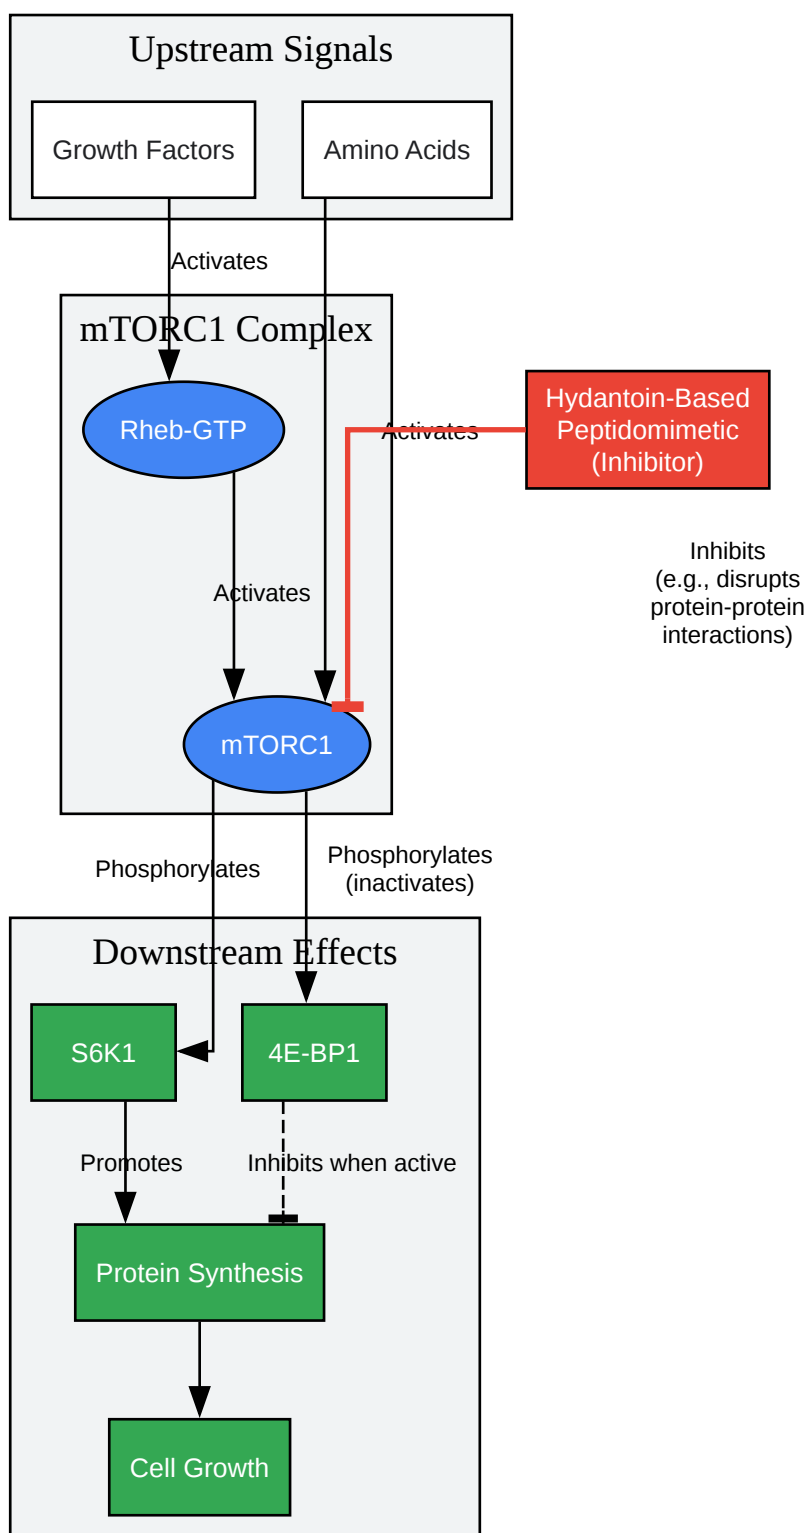 Upstream Signals
Growth Factors
Amino Acids
Activates
mTORC1 Complex
Rheb-GTP
Activates
Hydantoin-Based
Peptidomimetic
(Inhibitor)
Inhibits
(e.g., disrupts
protein-protein
interactions)
Activates
mTORC1
Phosphorylates
Phosphorylates
(inactivates)
Downstream Effects
S6K1
4E-BP1
Promotes
Inhibits when active
Protein Synthesis
Cell Growth